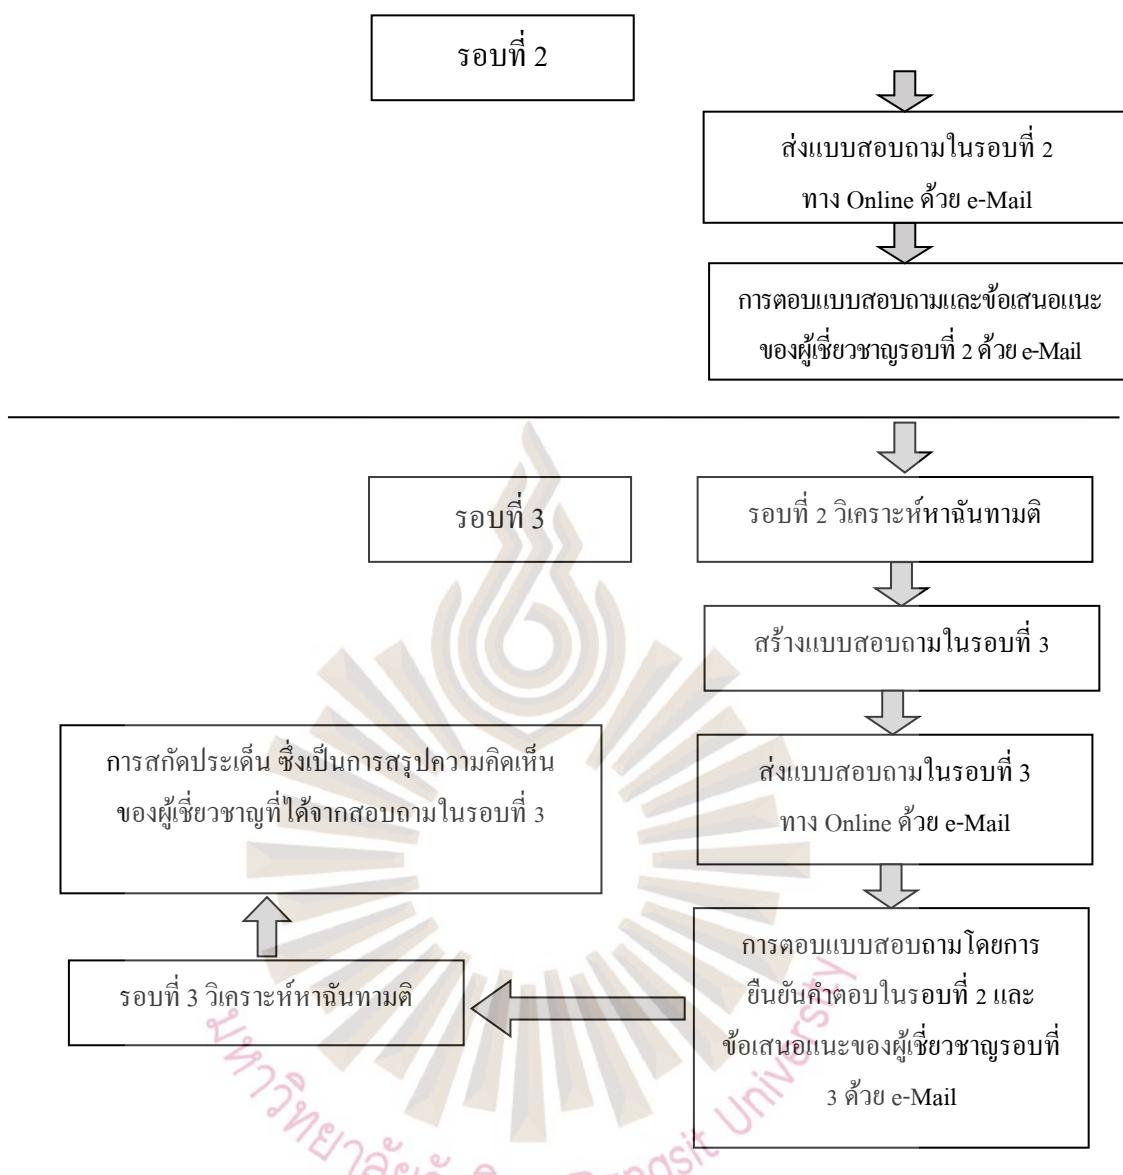 รอบที่ 2
ส่งแบบสอบถามในรอบที่ 2
ทาง Online ด้วย e-Mail
การตอบแบบสอบถามและข้อเสนอแนะ
ของผู้เชี่ยวชาญรอบที่ 2 ด้วย e-Mail
รอบที่ 3
รอบที่ 2 วิเคราะห์หาฉันทามติ
สร้างแบบสอบถามในรอบที่ 3
ส่งแบบสอบถามในรอบที่ 3
ทาง Online ด้วย e-Mail
การตอบแบบสอบถามโดยการ
ยืนยันคำตอบในรอบที่ 2 และ
ข้อเสนอแนะของผู้เชี่ยวชาญรอบที่
3 ด้วย e-Mail
รอบที่ 3 วิเคราะห์หาฉันทามติ
การสกัดประเด็น ซึ่งเป็นการสรุปความคิดเห็น
ของผู้เชี่ยวชาญที่ได้จากสอบถามในรอบที่ 3
มหาวิทยาลัย
University